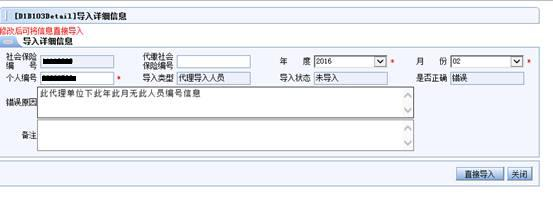 [D1B103Detail]导入详细信息
修改后可将信息直接导入
导入详细信息
社会保险编　号 代缴社会保险编号 年　度 2016 * 月　份 02 *
个人编号 * 导入类型 代理导入人员 导入状态 未导入 是否正确 错误
错误原因 此代理单位下此年此月无此人员编号信息
备注
直接导入 关闭